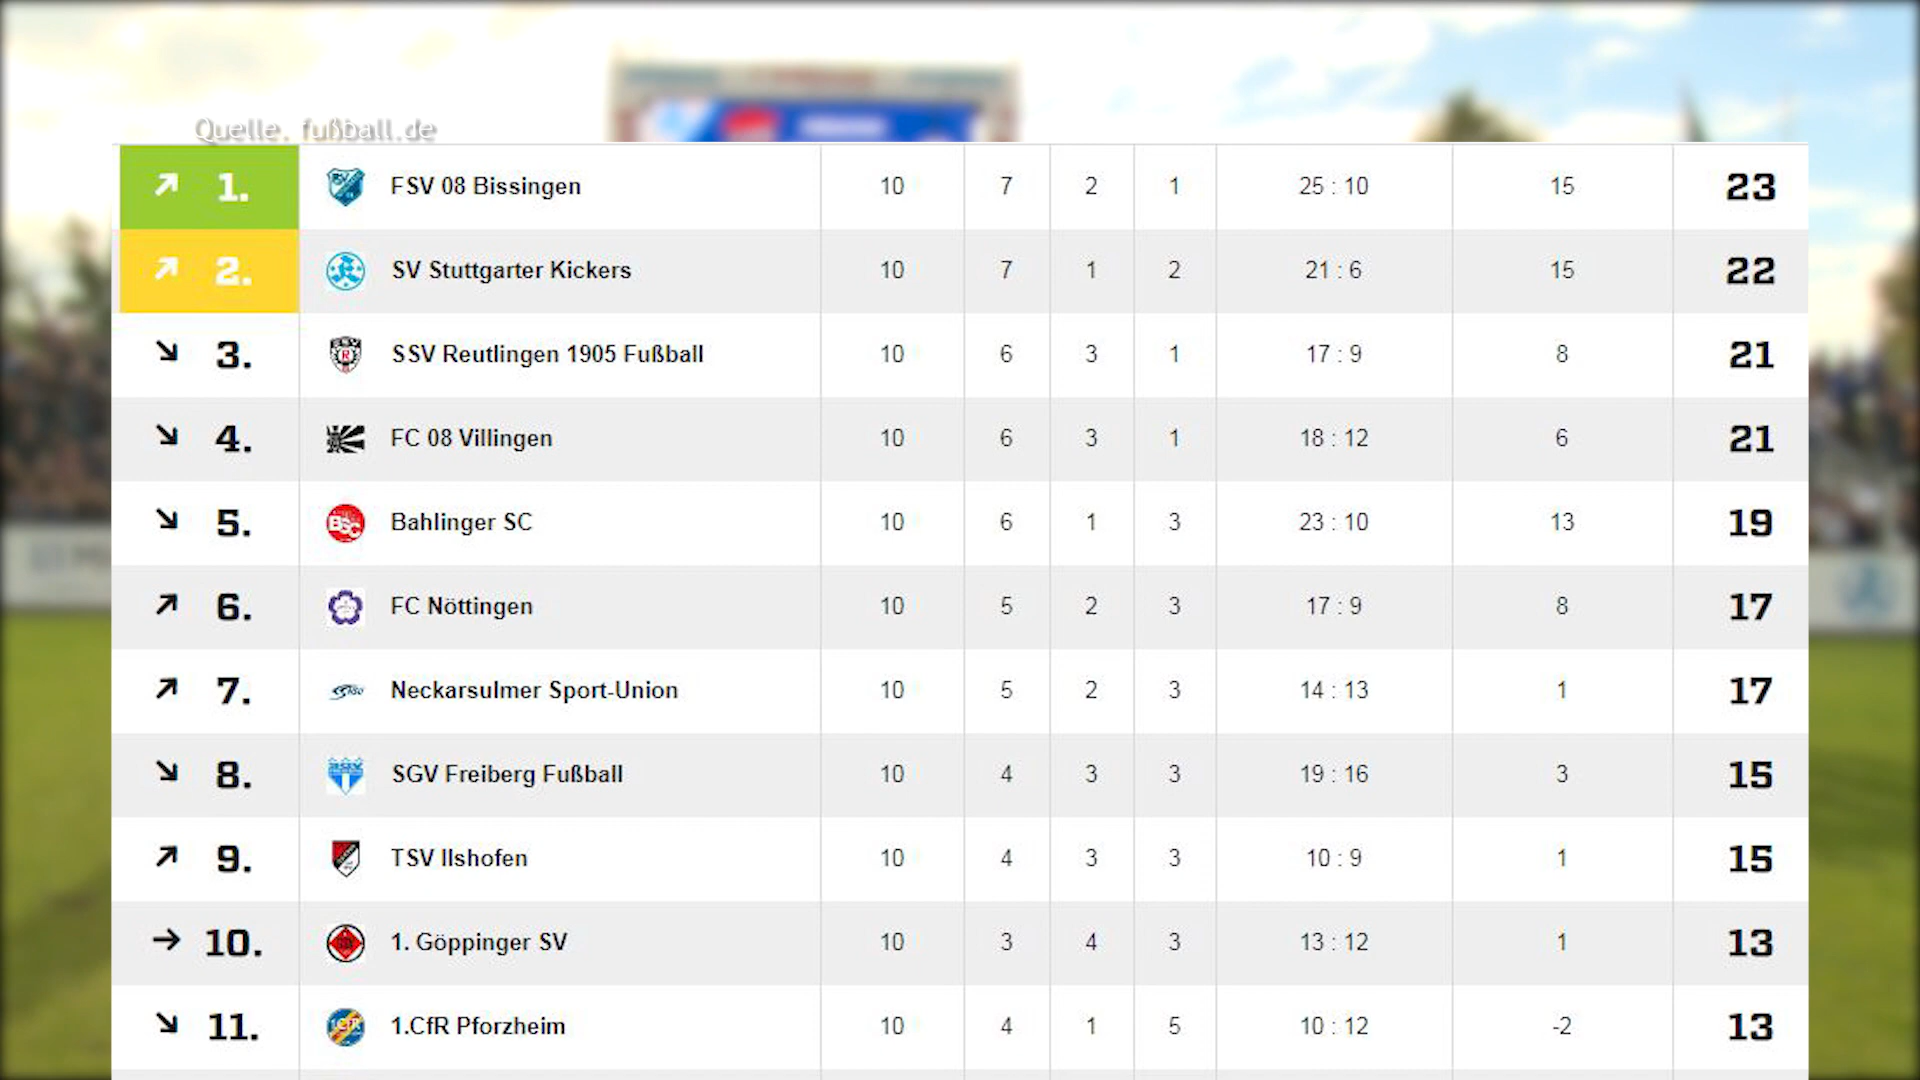 Quelle. fußball.de
1. FSV 08 Bissingen 10 7 2 1 25 : 10 15 23
2. SV Stuttgarter Kickers 10 7 1 2 21 : 6 15 22
3. SSV Reutlingen 1905 Fußball 10 6 3 1 17 : 9 8 21
4. FC 08 Villingen 10 6 3 1 18 : 12 6 21
5. Bahlinger SC 10 6 1 3 23 : 10 13 19
6. FC Nöttingen 10 5 2 3 17 : 9 8 17
7. Neckarsulmer Sport-Union 10 5 2 3 14 : 13 1 17
8. SGV Freiberg Fußball 10 4 3 3 19 : 16 3 15
9. TSV Ilshofen 10 4 3 3 10 : 9 1 15
10. 1. Göppinger SV 10 3 4 3 13 : 12 1 13
11. 1.CfR Pforzheim 10 4 1 5 10 : 12 -2 13